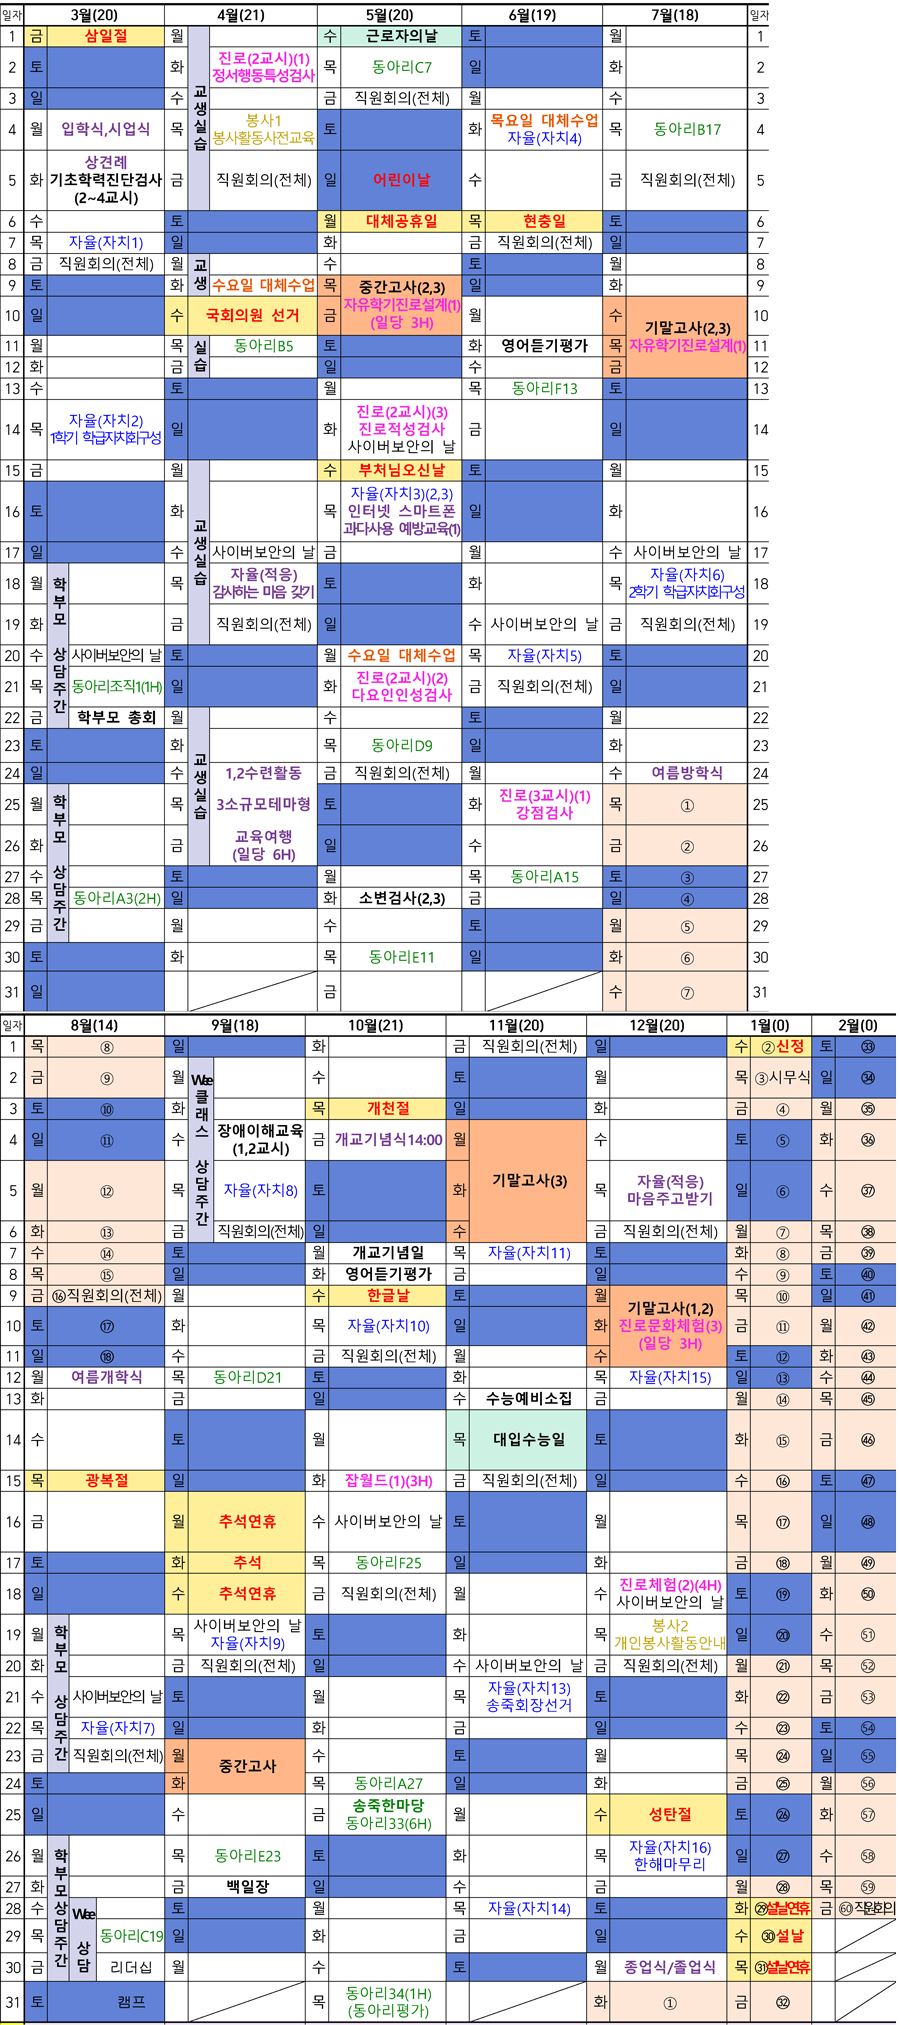 일자 3월(20) 4월(21) 5월(20) 6월(19) 7월(18) 일자
1 금 삼일절 월 수 근로자의날 토 월 1
2 토 화 진로(2교시)(1) 정서행동특성검사 목 동아리C7 일 화 2
3 일 수 금 직원회의(전체) 월 수 3
4 월 입학식,시업식 목 봉사1 봉사활동사전교육 토 화 목요일 대체수업 자율(자치4) 목 동아리B17 4
교생실습
5 화 상견례 기초학력진단검사 (2~4교시) 금 직원회의(전체) 일 어린이날 수 금 직원회의(전체) 5
6 수 토 월 대체공휴일 목 현충일 토 6
7 목 자율(자치1) 일 화 금 직원회의(전체) 일 7
8 금 직원회의(전체) 월 수 토 월 8
교생
9 토 화 수요일 대체수업 목 중간고사(2,3) 일 화 9
10 일 수 국회의원 선거 금 자유학기진로설계(1) (일당 3H) 월 수 기말고사(2,3) 10
11 월 목 동아리B5 토 화 영어듣기평가 목 자유학기진로설계(1) 11
실습
12 화 금 일 수 금 12
13 수 토 월 목 동아리F13 토 13
14 목 자율(자치2) 1학기 학급자치회구성 일 화 진로(2교시)(3) 진로적성검사 사이버보안의 날 금 일 14
15 금 월 수 부처님오신날 토 월 15
16 토 화 목 자율(자치3)(2,3) 인터넷 스마트폰 과다사용 예방교육(1) 일 화 16
교생실습
17 일 수 사이버보안의 날 금 월 수 사이버보안의 날 17
18 월 목 자율(적응) 감사하는 마음 갖기 토 화 목 자율(자치6) 2학기 학급자치회구성 18
학부모 상담주간
19 화 금 직원회의(전체) 일 수 사이버보안의 날 금 직원회의(전체) 19
20 수 사이버보안의 날 토 월 수요일 대체수업 목 자율(자치5) 토 20
21 목 동아리조직1(1H) 일 화 진로(2교시)(2) 다요인인성검사 금 직원회의(전체) 일 21
22 금 학부모 총회 월 수 토 월 22
23 토 화 목 동아리D9 일 화 23
교생실습
24 일 수 1,2수련활동 금 직원회의(전체) 월 수 여름방학식 24
25 월 목 3소규모테마형 토 화 진로(3교시)(1) 강점검사 목 ① 25
학부모 상담주간
26 화 금 교육여행 (일당 6H) 일 수 금 ② 26
27 수 토 월 목 동아리A15 토 ③ 27
28 목 동아리A3(2H) 일 화 소변검사(2,3) 금 일 ④ 28
29 금 월 수 토 월 ⑤ 29
30 토 화 목 동아리E11 일 화 ⑥ 30
31 일 금 수 ⑦ 31
일자 8월(14) 9월(18) 10월(21) 11월(20) 12월(20) 1월(0) 2월(0)
1 목 ⑧ 일 화 금 직원회의(전체) 일 수 ②신정 토 ㉝
2 금 ⑨ 월 수 토 월 목 ③시무식 일 ㉞
Wee클래스 상담주간
3 토 ⑩ 화 목 개천절 일 화 금 ④ 월 ㉟
4 일 ⑪ 수 장애이해교육 (1,2교시) 금 개교기념식14:00 월 수 토 ⑤ 화 ㊱
기말고사(3)
5 월 ⑫ 목 자율(자치8) 토 화 목 자율(적응) 마음주고받기 일 ⑥ 수 ㊲
6 화 ⑬ 금 직원회의(전체) 일 수 금 직원회의(전체) 월 ⑦ 목 ㊳
7 수 ⑭ 토 월 개교기념일 목 자율(자치11) 토 화 ⑧ 금 ㊴
8 목 ⑮ 일 화 영어듣기평가 금 일 수 ⑨ 토 ㊵
9 금 ⑯직원회의(전체) 월 수 한글날 토 월 기말고사(1,2) 목 ⑩ 일 ㊶
10 토 ⑰ 화 목 자율(자치10) 일 화 진로문화체험(3) (일당 3H) 금 ⑪ 월 ㊷
11 일 ⑱ 수 금 직원회의(전체) 월 수 토 ⑫ 화 ㊸
12 월 여름개학식 목 동아리D21 토 화 목 자율(자치15) 일 ⑬ 수 ㊹
13 화 금 일 수 수능예비소집 금 월 ⑭ 목 ㊺
14 수 토 월 목 대입수능일 토 화 ⑮ 금 ㊻
15 목 광복절 일 화 잡월드(1)(3H) 금 직원회의(전체) 일 수 ⑯ 토 ㊼
16 금 월 추석연휴 수 사이버보안의 날 토 월 목 ⑰ 일 ㊽
17 토 화 추석 목 동아리F25 일 화 금 ⑱ 월 ㊾
18 일 수 추석연휴 금 직원회의(전체) 월 수 진로체험(2)(4H) 사이버보안의 날 토 ⑲ 화 ㊿
19 월 목 사이버보안의 날 자율(자치9) 토 화 목 봉사2 개인봉사활동안내 일 ⑳ 수 51
학부모 상담주간
20 화 금 직원회의(전체) 일 수 사이버보안의 날 금 직원회의(전체) 월 ㉑ 목 52
21 수 사이버보안의 날 토 월 목 자율(자치13) 송죽회장선거 토 화 ㉒ 금 53
22 목 자율(자치7) 일 화 금 일 수 ㉓ 토 54
23 금 직원회의(전체) 월 수 토 월 목 ㉔ 일 55
중간고사
24 토 화 목 동아리A27 일 화 금 ㉕ 월 56
25 일 수 금 송죽한마당 동아리33(6H) 월 수 성탄절 토 ㉖ 화 57
26 월 목 동아리E23 토 화 목 자율(자치16) 한해마무리 일 ㉗ 수 58
학부모상담주간
27 화 금 백일장 일 수 금 월 ㉘ 목 59
28 수 토 월 목 자율(자치14) 토 화 ㉙설날연휴 금 60직원회의
Wee 상담
29 목 동아리C19 일 화 금 일 수 ㉚설날
30 금 리더십 월 수 토 월 종업식/졸업식 목 ㉛설날연휴
31 토 캠프 목 동아리34(1H) (동아리평가) 화 ① 금 ㉜